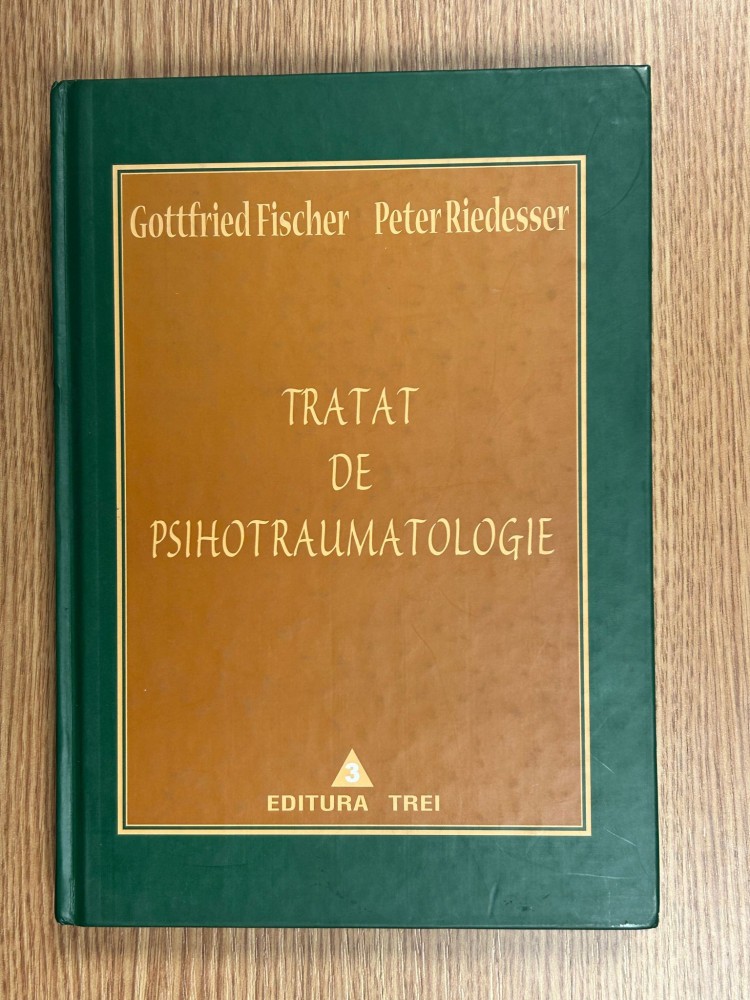 Gottfried Fischer Peter Riedesser
TRATAT
DE
PSIHOTRAUMATOLOGIE
3
EDITURA TREI